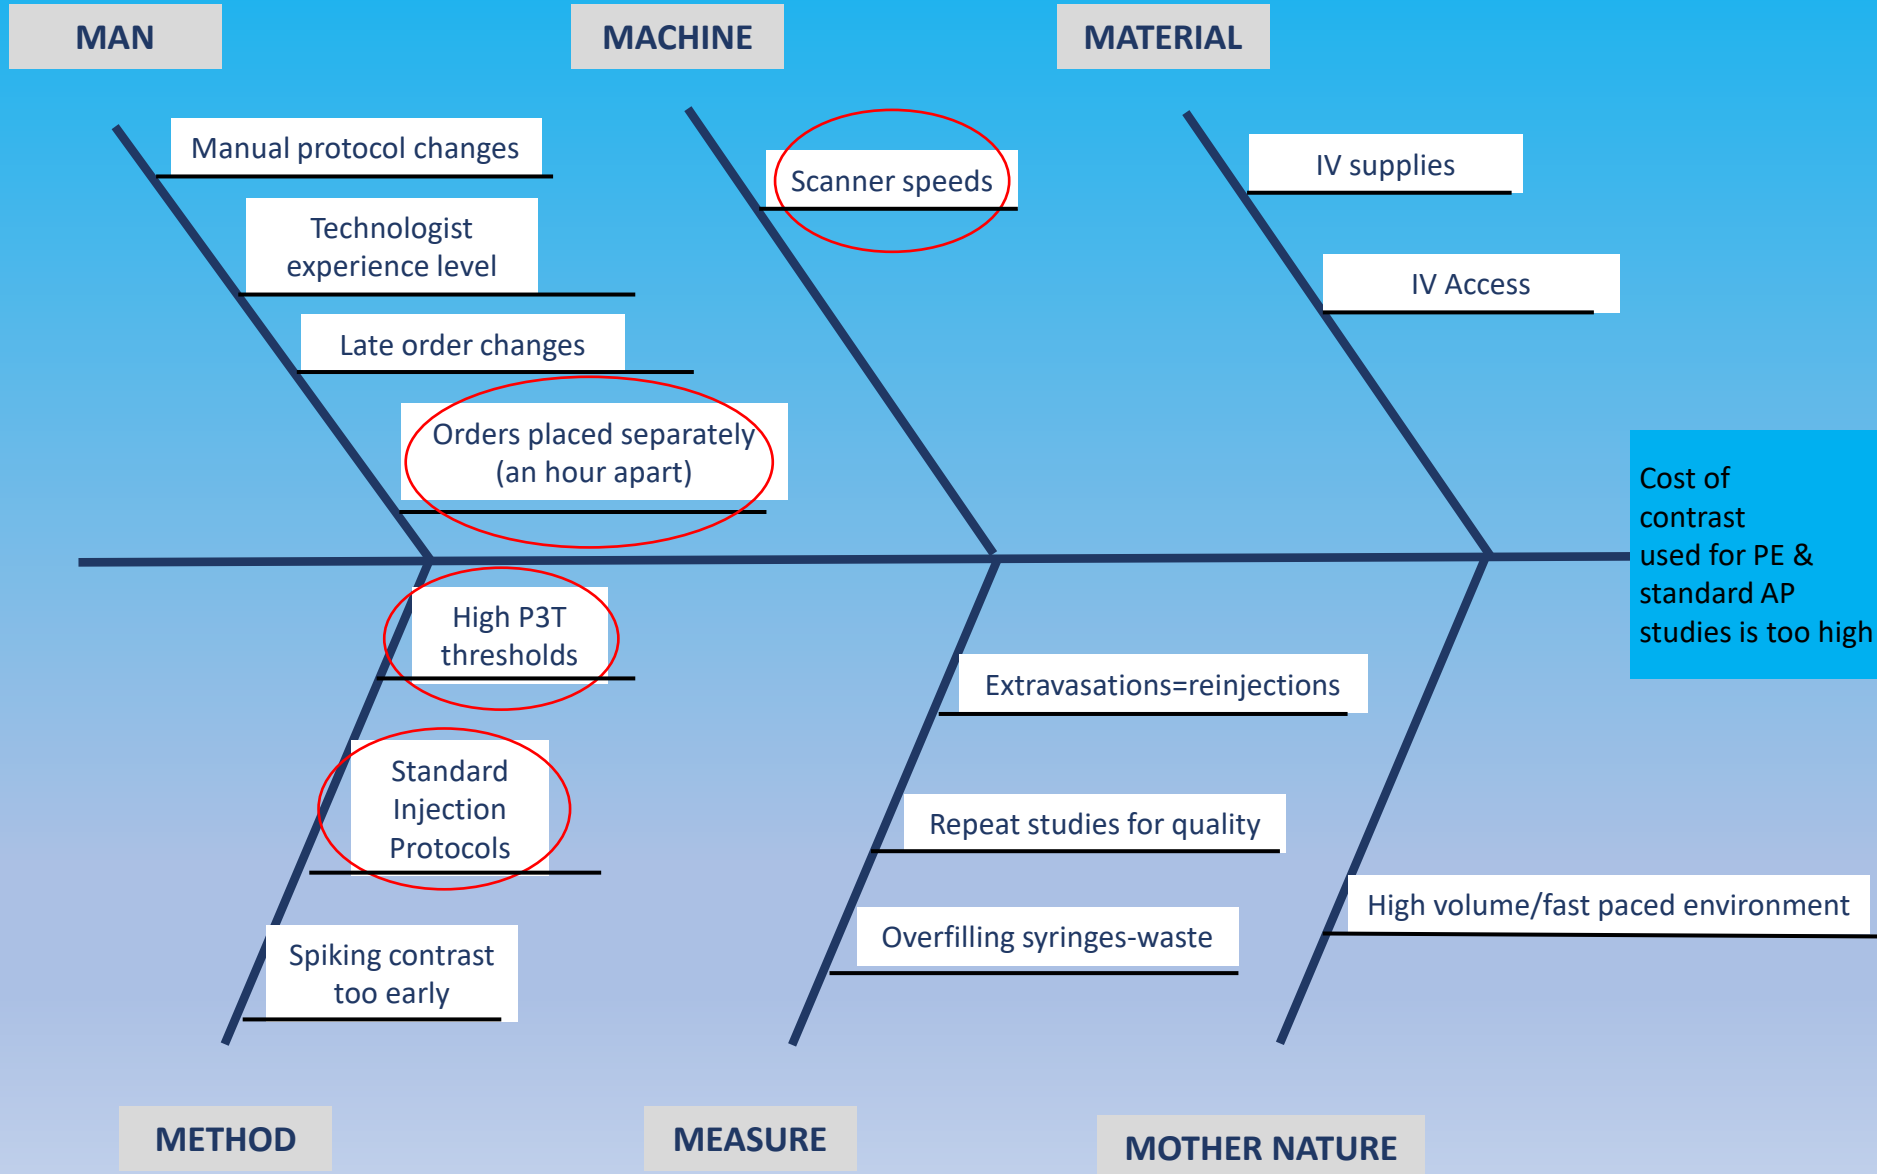 MAN
MACHINE
MATERIAL
Manual protocol changes
Technologist
experience level
Late order changes
Orders placed separately
(an hour apart)
Scanner speeds
IV supplies
IV Access
Cost of
contrast
used for PE &
standard AP
studies is too high
High P3T
thresholds
Standard
Injection
Protocols
Spiking contrast
too early
Extravasations=reinjections
Repeat studies for quality
Overfilling syringes-waste
High volume/fast paced environment
METHOD
MEASURE
MOTHER NATURE